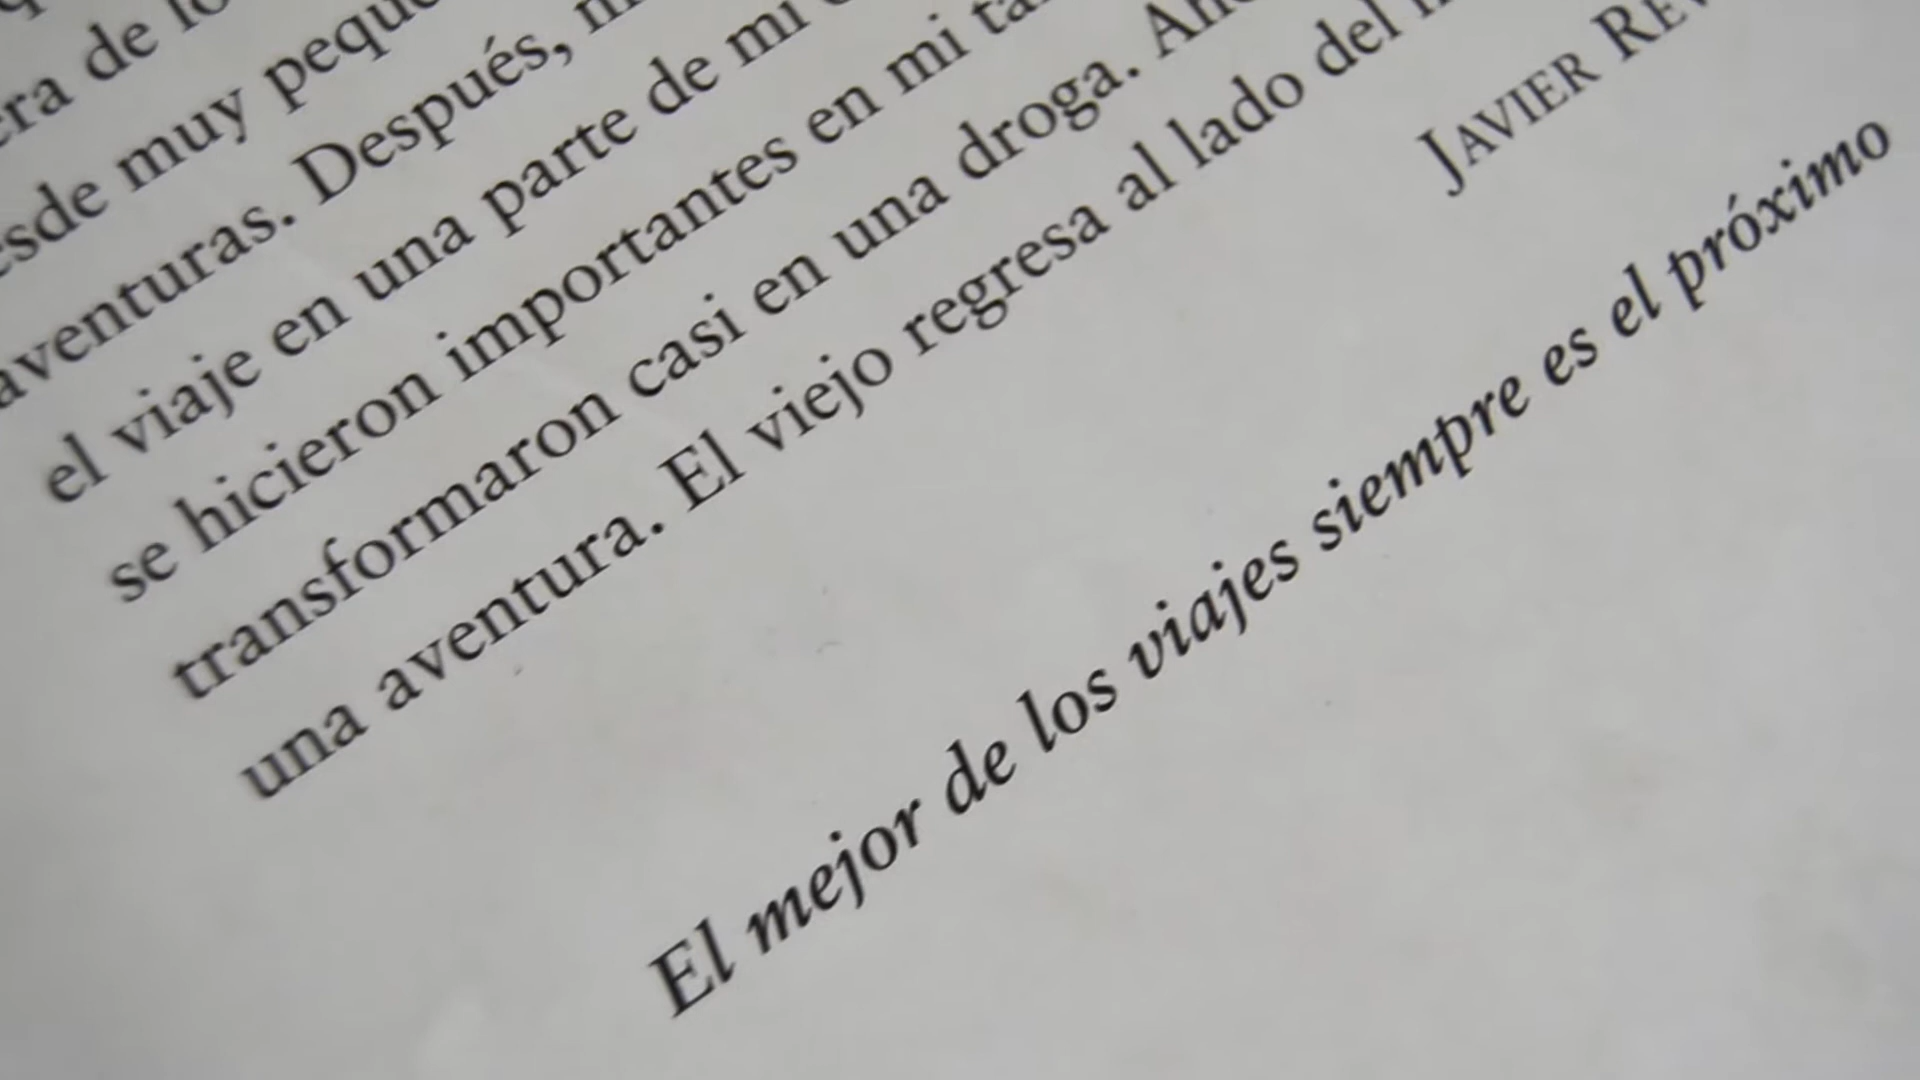 era de
desde muy
aventuras. Después,
el viaje en una parte de mi
se hicieron importantes en mi
transformaron casi en una droga.
una aventura. El viejo regresa al lado del
JAVIER
El mejor de los viajes siempre es el próximo